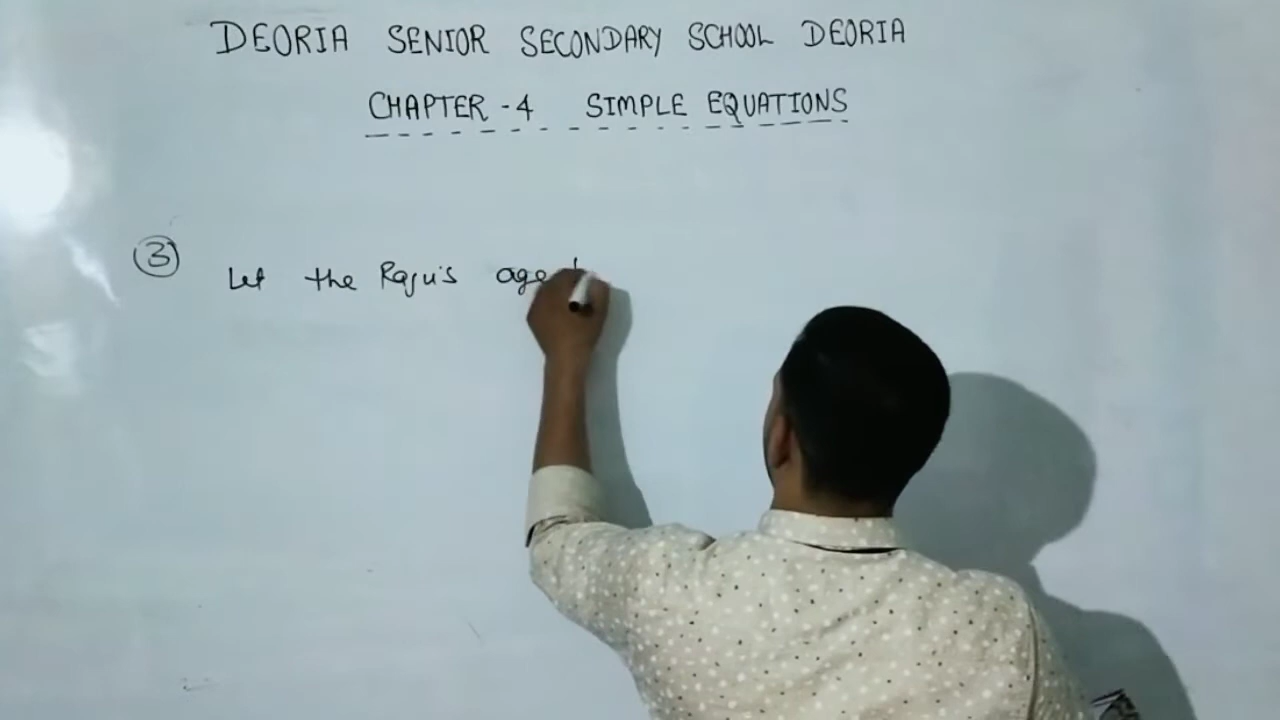 DEORIA SENIOR SECONDARY SCHOOL DEORIA
CHAPTER - 4 SIMPLE EQUATIONS
3 Let the Raju's age